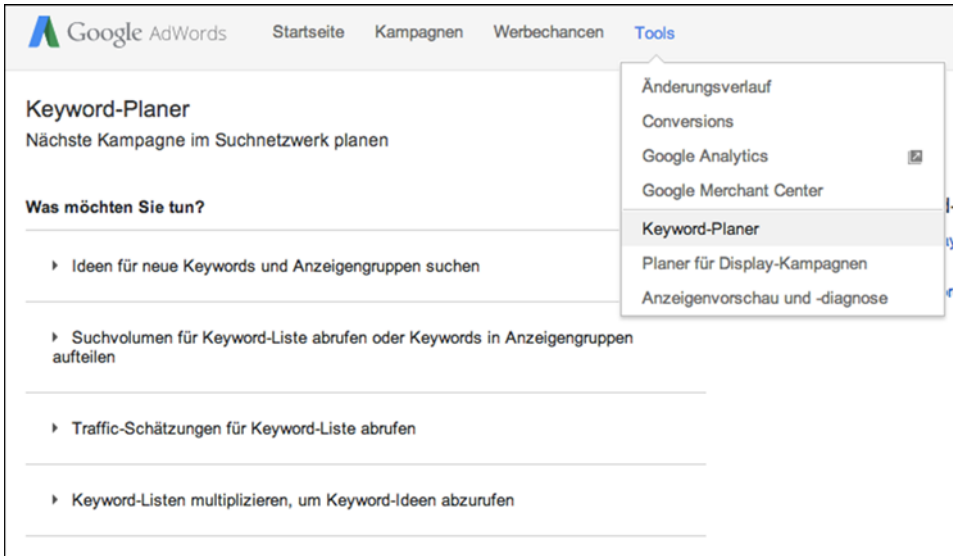 Google AdWords Startseite Kampagnen Werbechancen Tools
Änderungsverlauf
Conversions
Google Analytics
Google Merchant Center
Keyword-Planer
Planer für Display-Kampagnen
Anzeigenvorschau und -diagnose
Keyword-Planer
Nächste Kampagne im Suchnetzwerk planen
Was möchten Sie tun?
Ideen für neue Keywords und Anzeigengruppen suchen
Suchvolumen für Keyword-Liste abrufen oder Keywords in Anzeigengruppen
aufteilen
Traffic-Schätzungen für Keyword-Liste abrufen
Keyword-Listen multiplizieren, um Keyword-Ideen abzurufen